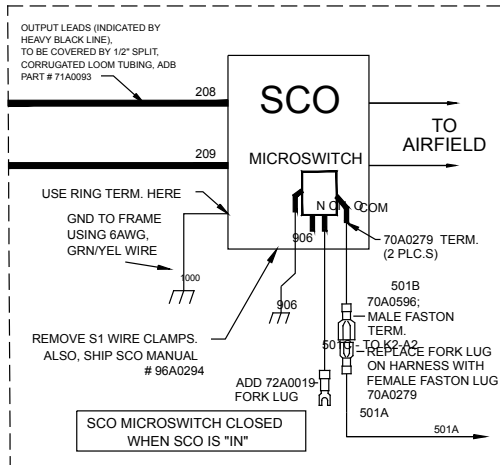 OUTPUT LEADS (INDICATED BY
HEAVY BLACK LINE),
TO BE COVERED BY 1/2" SPLIT,
CORRUGATED LOOM TUBING, ADB
PART # 71A0093
208
SCO
TO
AIRFIELD
209
MICROSWITCH
USE RING TERM. HERE
COM
GND TO FRAME
USING 6AWG,
GRN/YEL WIRE
906
70A0279 TERM.
(2 PLC.S)
1000
906
501B
70A0596;
MALE FASTON
TERM.
501C - TO K2-A2
REPLACE FORK LUG
ON HARNESS WITH
FEMALE FASTON LUG
70A0279
REMOVE S1 WIRE CLAMPS.
ALSO, SHIP SCO MANUAL
# 96A0294
ADD 72A0019
FORK LUG
501A
501A
SCO MICROSWITCH CLOSED
WHEN SCO IS "IN"